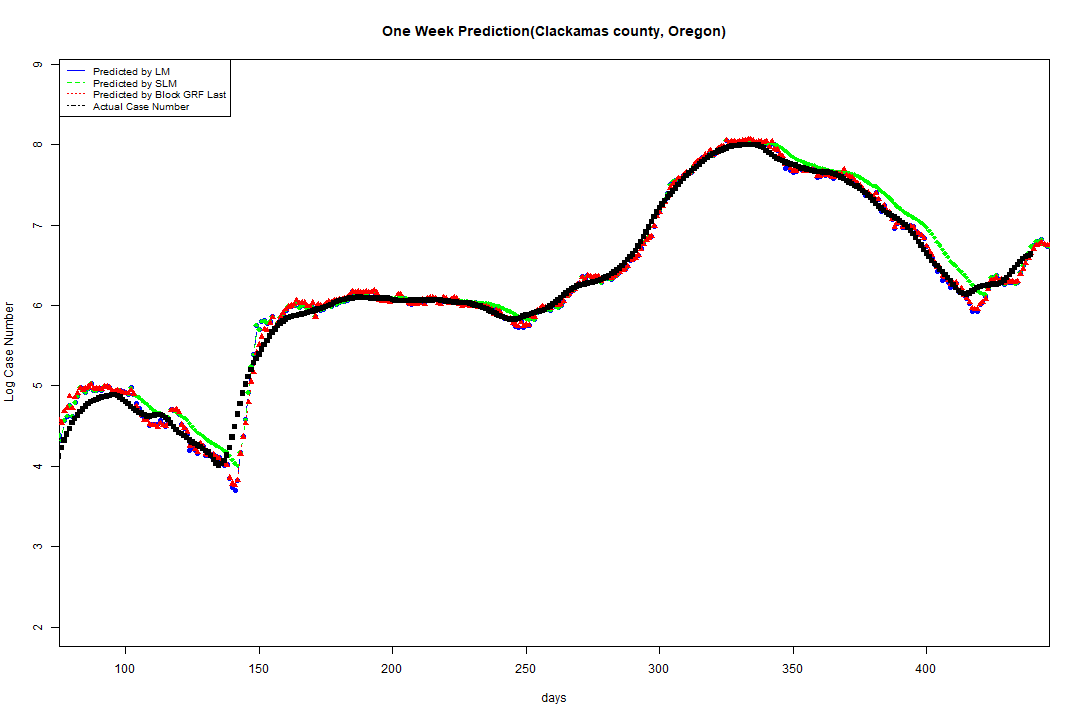 One Week Prediction(Clackamas county, Oregon)
Predicted by LM
Predicted by SLM
Predicted by Block GRF Last
Actual Case Number
Log Case Number
9
8
7
6
5
4
3
2
100 150 200 250 300 350 400
days